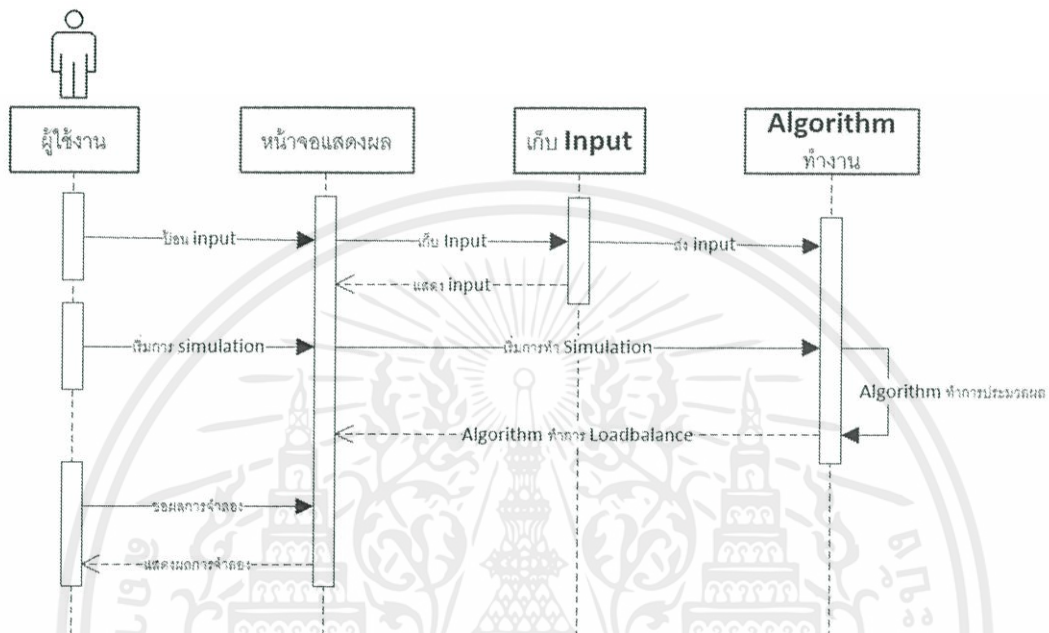 ผู้ใช้งาน
หน้าจอแสดงผล
เก็บ Input
Algorithm
ทำงาน
ป้อน input
เก็บ Input
ส่ง input
แสดง input
เริ่มการ simulation
เริ่มการทำ Simulation
Algorithm ทำการประมวลผล
Algorithm ทำการ Loadbalance
ขอผลการจำลอง
แสดงผลการจำลอง